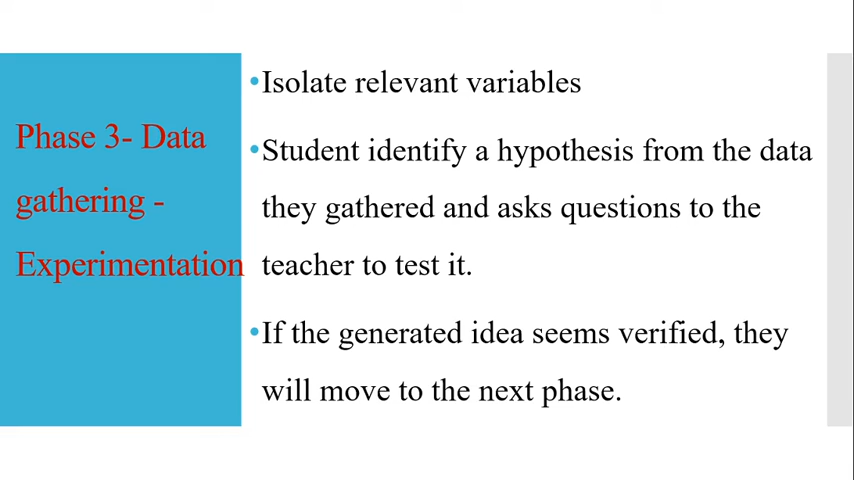 Phase 3- Data
gathering -
Experimentation
•Isolate relevant variables
•Student identify a hypothesis from the data
they gathered and asks questions to the
teacher to test it.
•If the generated idea seems verified, they
will move to the next phase.